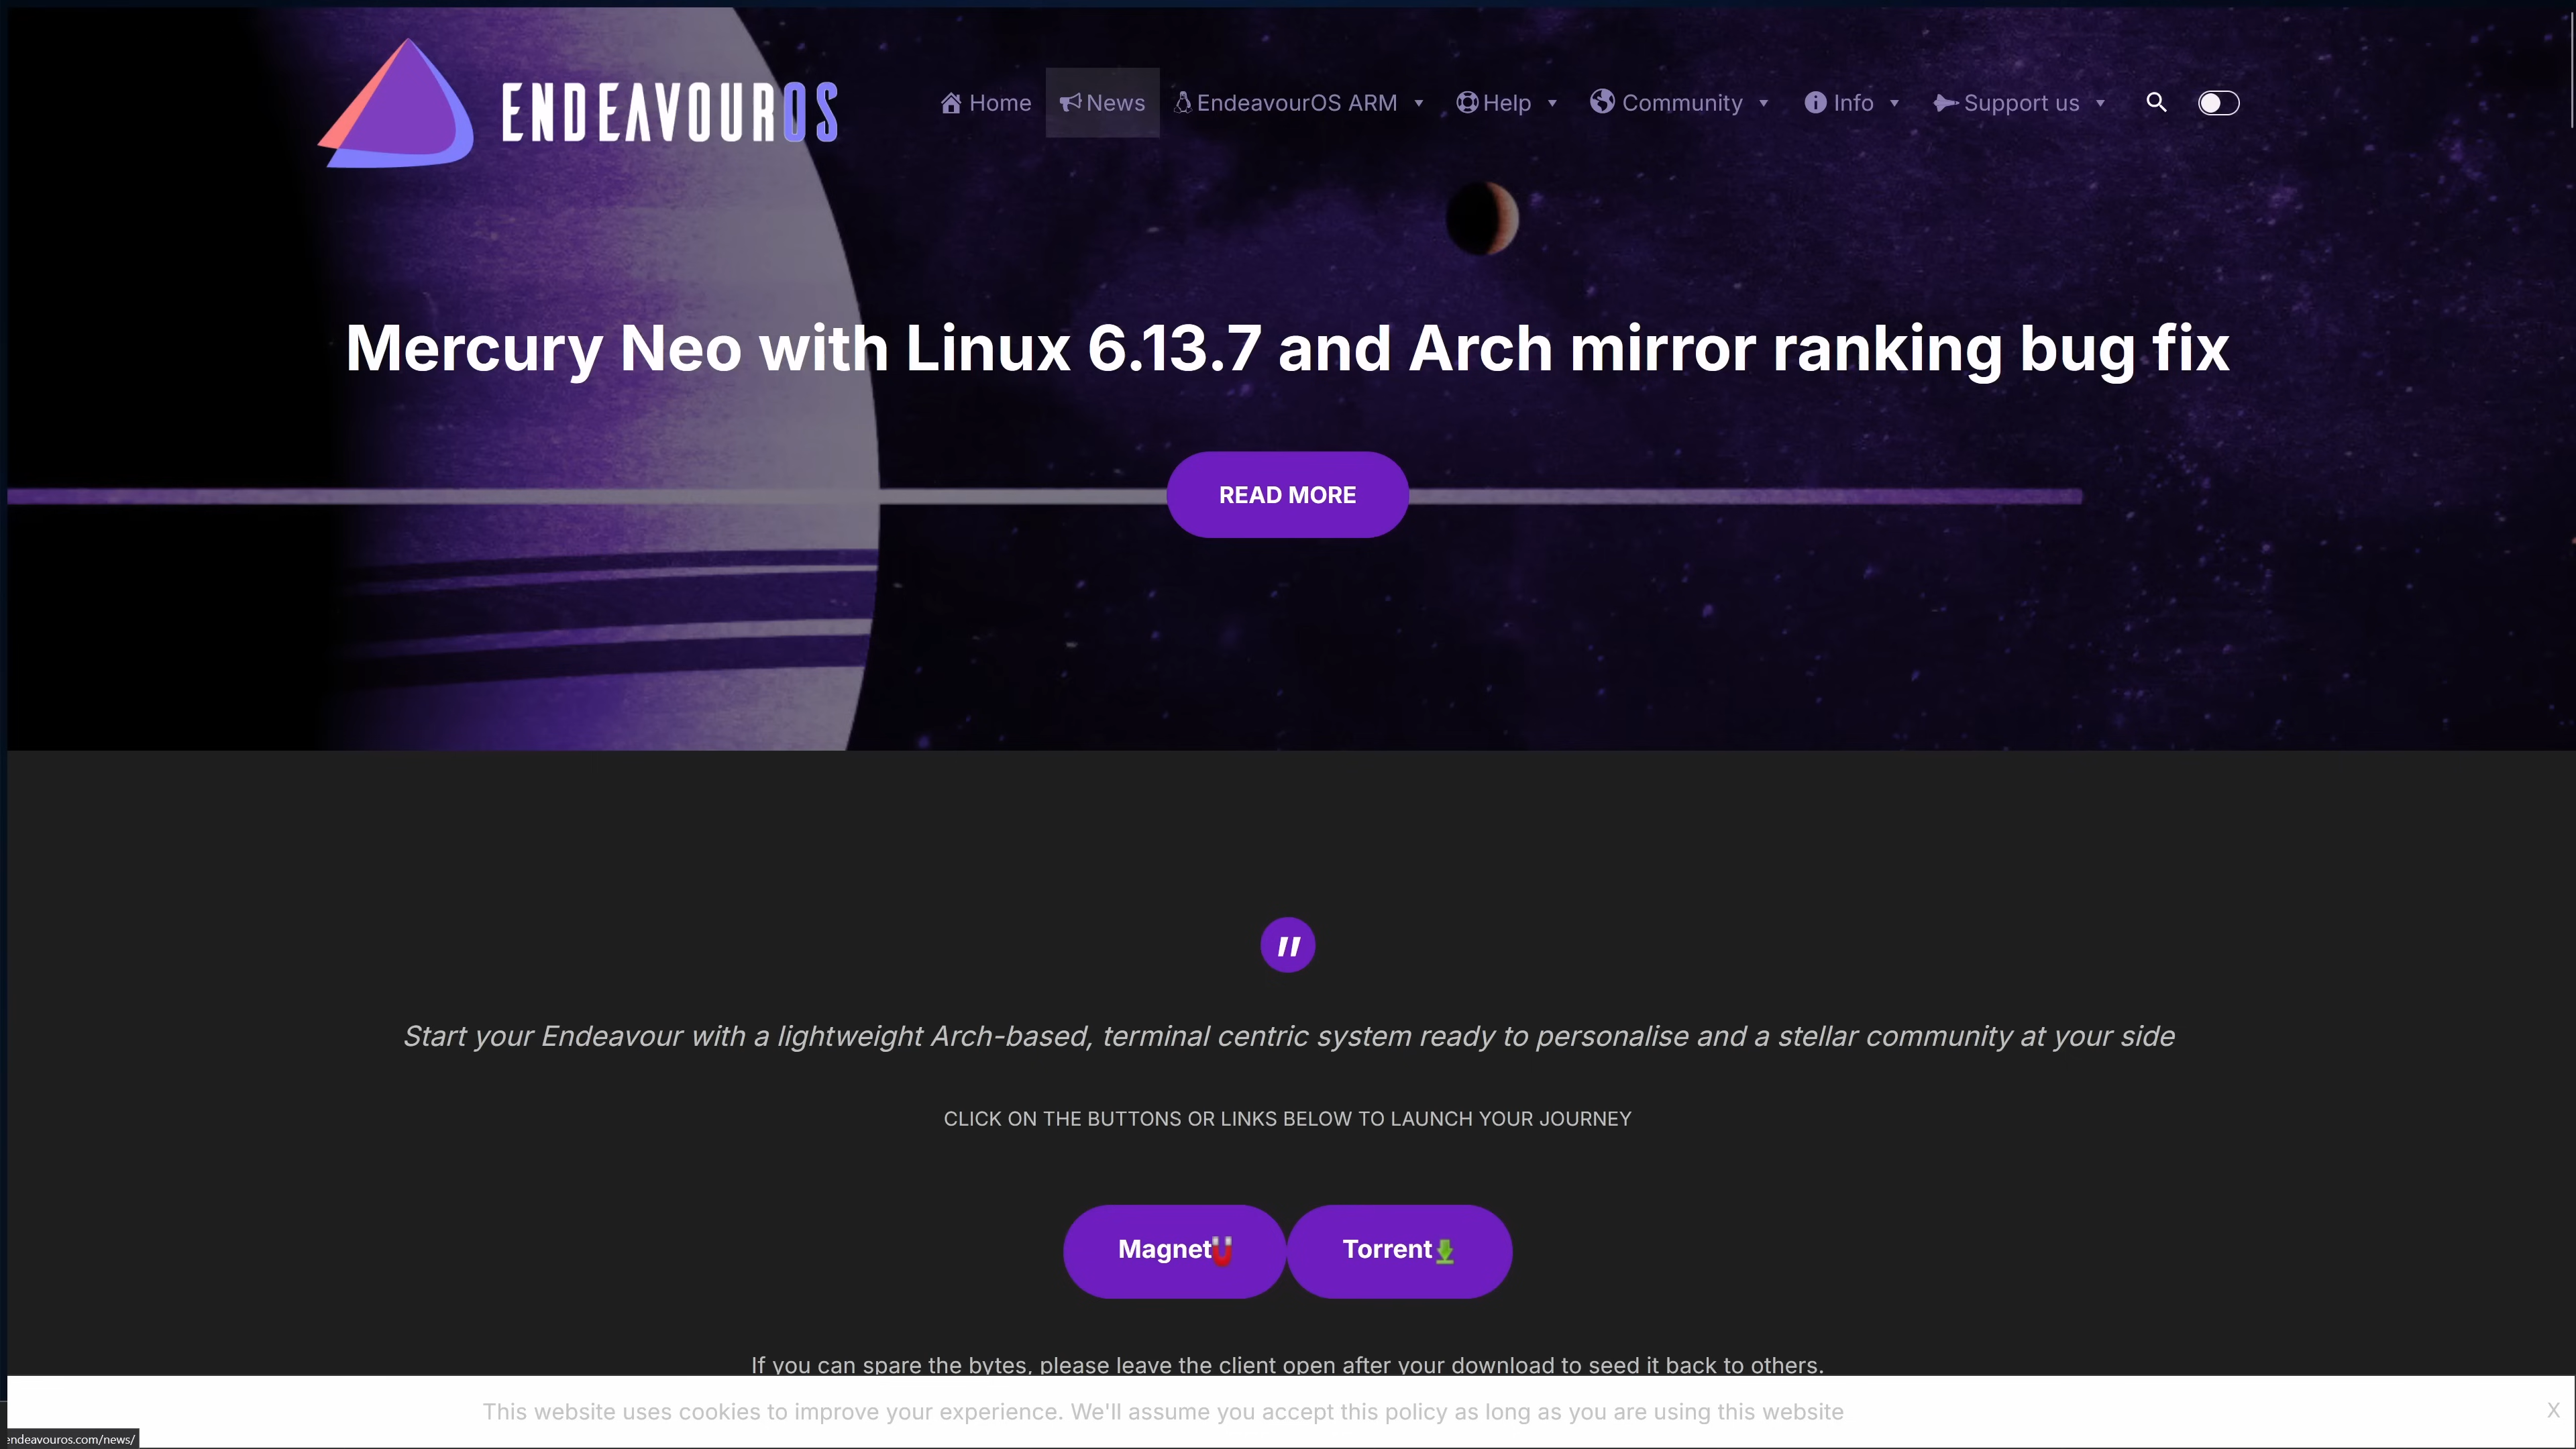 ENDEAVOUROS
Home News EndeavourOS ARM Help Community Info Support us
Mercury Neo with Linux 6.13.7 and Arch mirror ranking bug fix
READ MORE
"
Start your Endeavour with a lightweight Arch-based, terminal centric system ready to personalise and a stellar community at your side
CLICK ON THE BUTTONS OR LINKS BELOW TO LAUNCH YOUR JOURNEY
Magnet Torrent
If you can spare the bytes, please leave the client open after your download to seed it back to others.
This website uses cookies to improve your experience. We'll assume you accept this policy as long as you are using this website X
endeavouros.com/news/